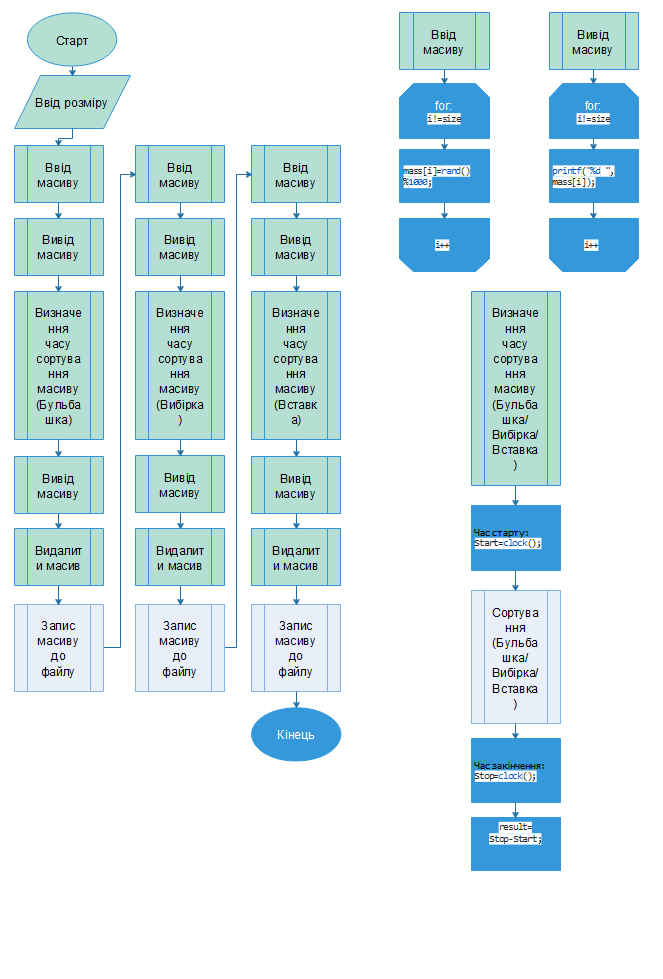 Старт
Ввід розміру
Ввід
масиву
Вивід
масиву
Визначе
ння
часу
сортува
ння
масиву
(Бульба
шка)
Вивід
масиву
Видалит
и масив
Запис
масиву
до
файлу
Ввід
масиву
Вивід
масиву
Визначе
ння
часу
сортува
ння
масиву
(Вибірка
)
Вивід
масиву
Видалит
и масив
Запис
масиву
до
файлу
Ввід
масиву
Вивід
масиву
Визначе
ння
часу
сортува
ння
масиву
(Вставк
а)
Вивід
масиву
Видалит
и масив
Запис
масиву
до
файлу
Кінець
Ввід
масиву
for:
i!=size
mass[i]=rand()
%1000;
i++
Вивід
масиву
for:
i!=size
printf("%d ",
mass[i]);
i++
Визначе
ння
часу
сортува
ння
масиву
(Бульба
шка/
Вибірка/
Вставка
)
Час старту:
Start=clock();
Сортува
ння
(Бульба
шка/
Вибірка/
Вставка
)
Час закінчення:
Stop=clock();
result=
Stop-Start;